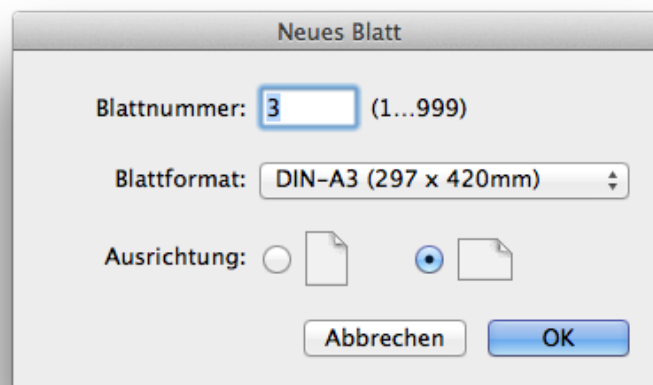 Neues Blatt
Blattnummer: 3 (1...999)
Blattformat: DIN-A3 (297 x 420mm)
Ausrichtung:
Abbrechen OK